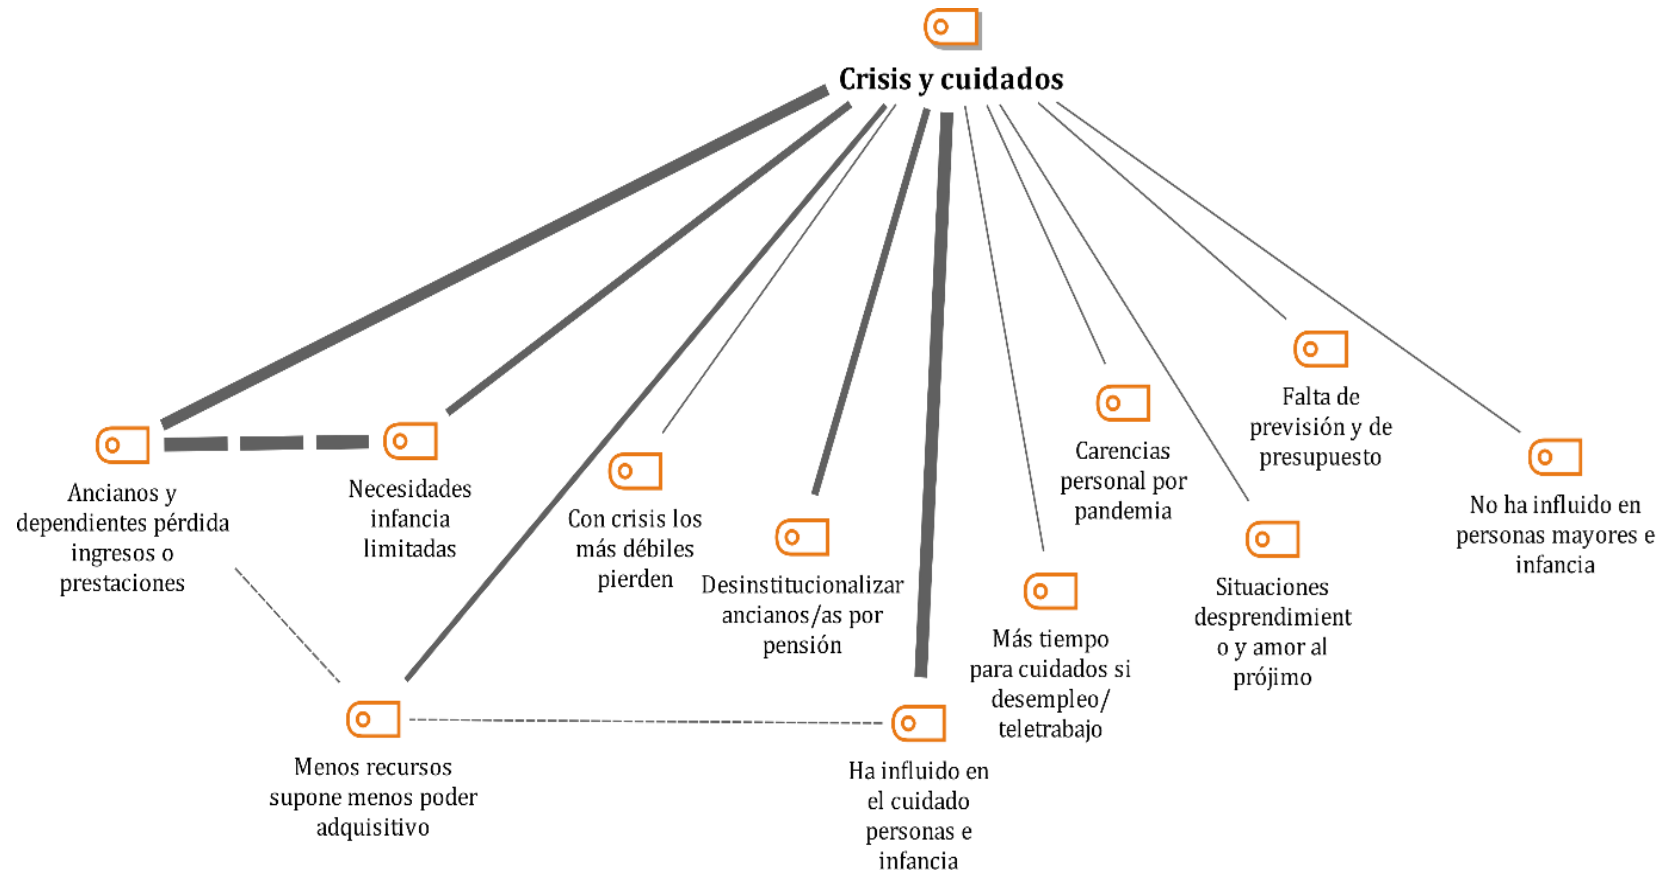 Crisis y cuidados
Ancianos y
dependientes pérdida
ingresos o
prestaciones
Necesidades
infancia
limitadas
Con crisis los
más débiles
pierden
Desinstitucionalizar
ancianos/as por
pensión
Más tiempo
para cuidados si
desempleo/
teletrabajo
Carencias
personal por
pandemia
Situaciones
desprendimient
o y amor al
prójimo
Falta de
previsión y de
presupuesto
No ha influido en
personas mayores e
infancia
Menos recursos
supone menos poder
adquisitivo
Ha influido en
el cuidado
personas e
infancia